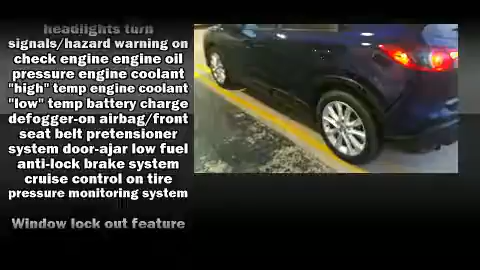 headlights turn
signals/hazard warning on
check engine engine oil
pressure engine coolant
"high" temp engine coolant
"low" temp battery charge
defogger-on airbag/front
seat belt pretensioner
system door-ajar low fuel
anti-lock brake system
cruise control on tire
pressure monitoring system
Window lock out feature